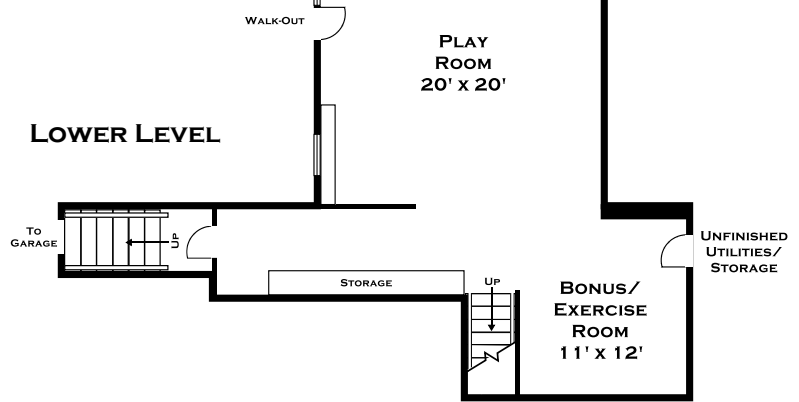 Walk-Out
Play
Room
20' x 20'
Lower Level
To
Garage
Up
Unfinished
Utilities/
Storage
Storage
Up
Bonus/
Exercise
Room
11' x 12'